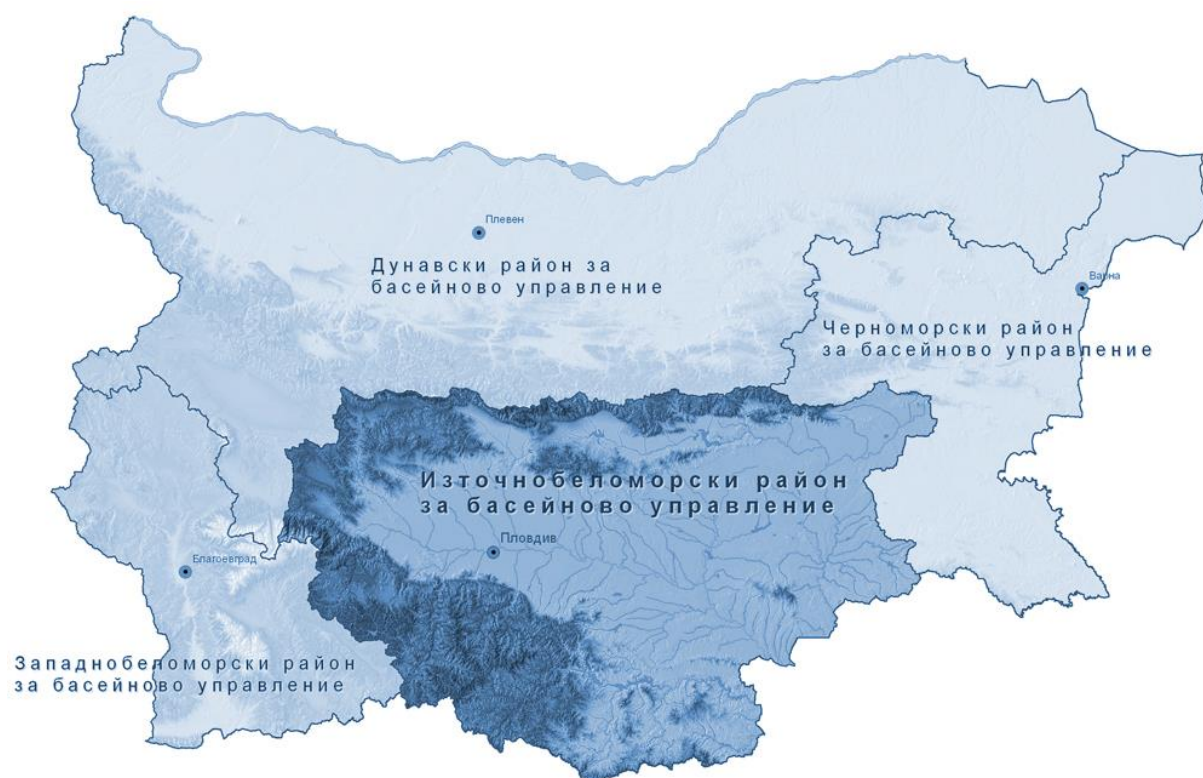 Плевен
Дунавски район за
басейново управление
Варна
Черноморски район
за басейново управление
Източнобеломорски район
за басейново управление
Пловдив
Благоевград
Западнобеломорски район
за басейново управление